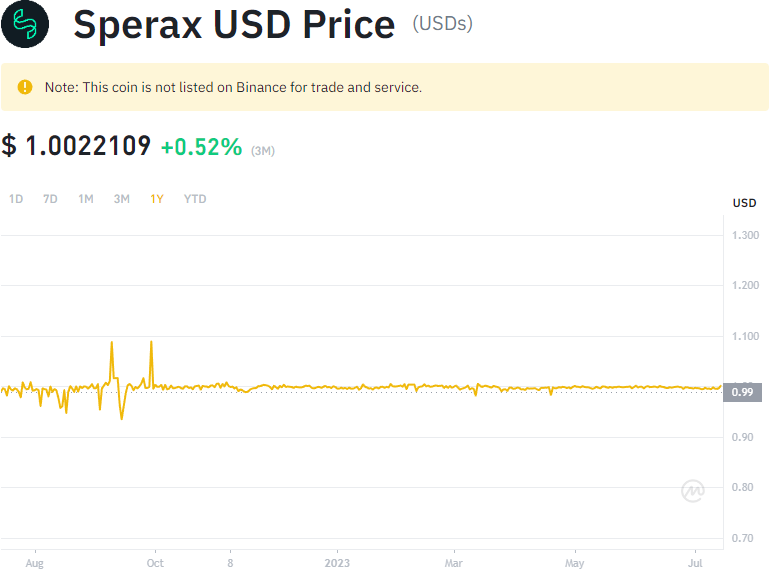 Sperax USD Price (USDs)
Note: This coin is not listed on Binance for trade and service.
$ 1.0022109 +0.52% (3M)
1D 7D 1M 3M 1Y YTD
USD
1.300
1.200
1.100
0.99
0.90
0.80
0.70
Aug Oct 8 2023 Mar May Jul